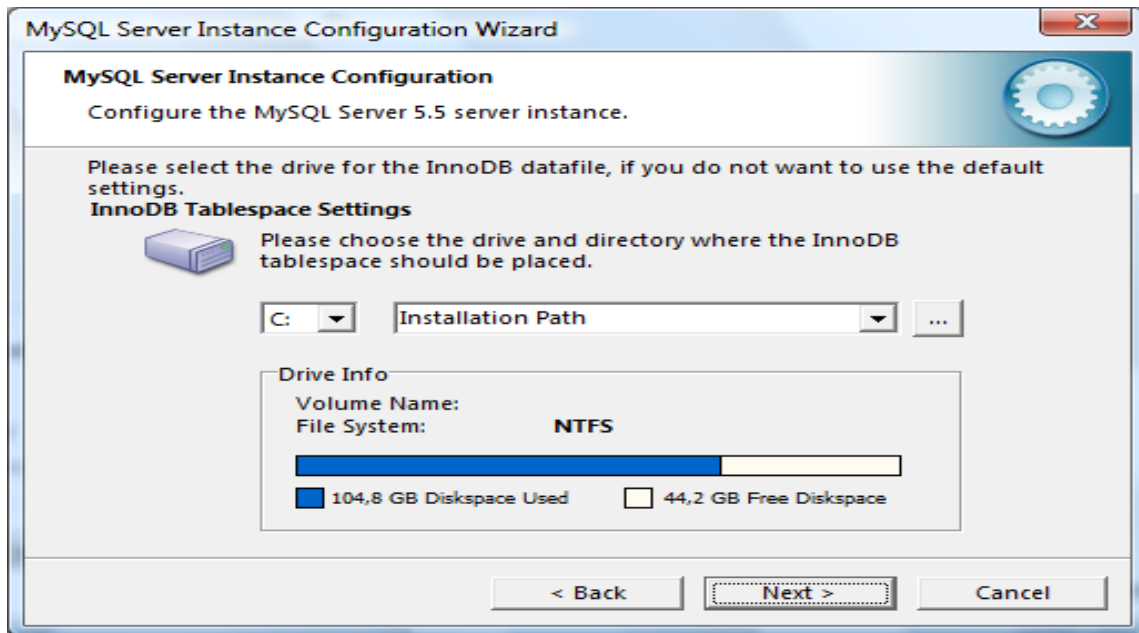 MySQL Server Instance Configuration Wizard
MySQL Server Instance Configuration
Configure the MySQL Server 5.5 server instance.
Please select the drive for the InnoDB datafile, if you do not want to use the default
settings.
InnoDB Tablespace Settings
Please choose the drive and directory where the InnoDB
tablespace should be placed.
C: Installation Path ...
Drive Info
Volume Name:
File System: NTFS
104,8 GB Diskspace Used 44,2 GB Free Diskspace
< Back Next > Cancel